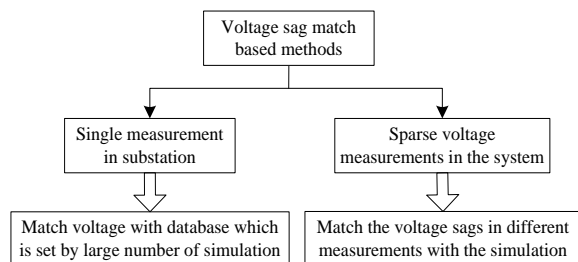 Voltage sag match
based methods
Single measurement
in substation
Sparse voltage
measurements in the system
Match voltage with database which
is set by large number of simulation
Match the voltage sags in different
measurements with the simulation